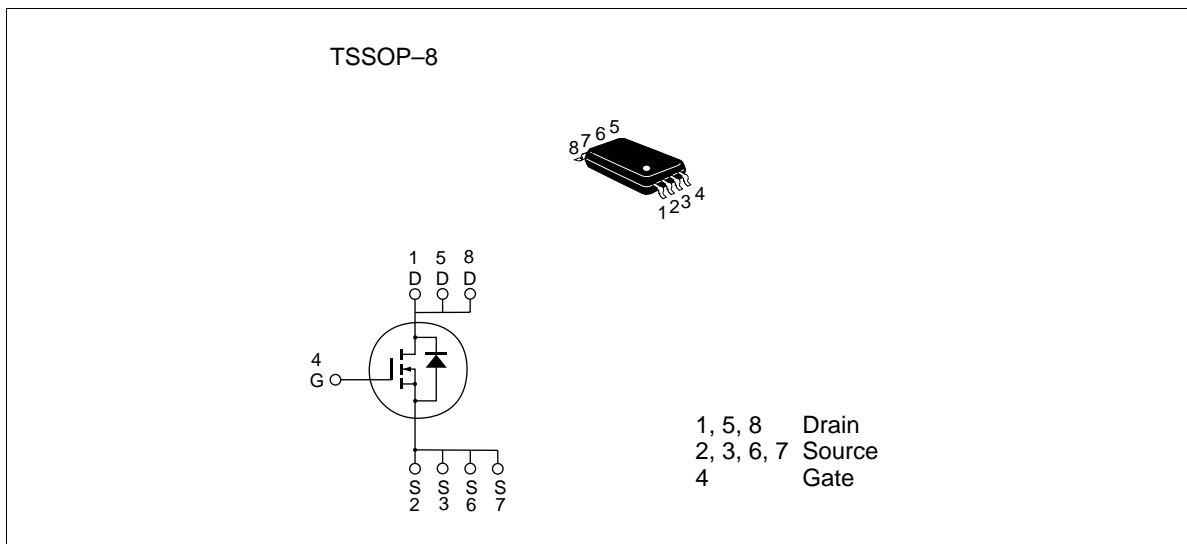 TSSOP–8
8 7 6 5
1 2 3 4
1 5 8
D D D
4
G
S S S S
2 3 6 7
1, 5, 8 Drain
2, 3, 6, 7 Source
4 Gate